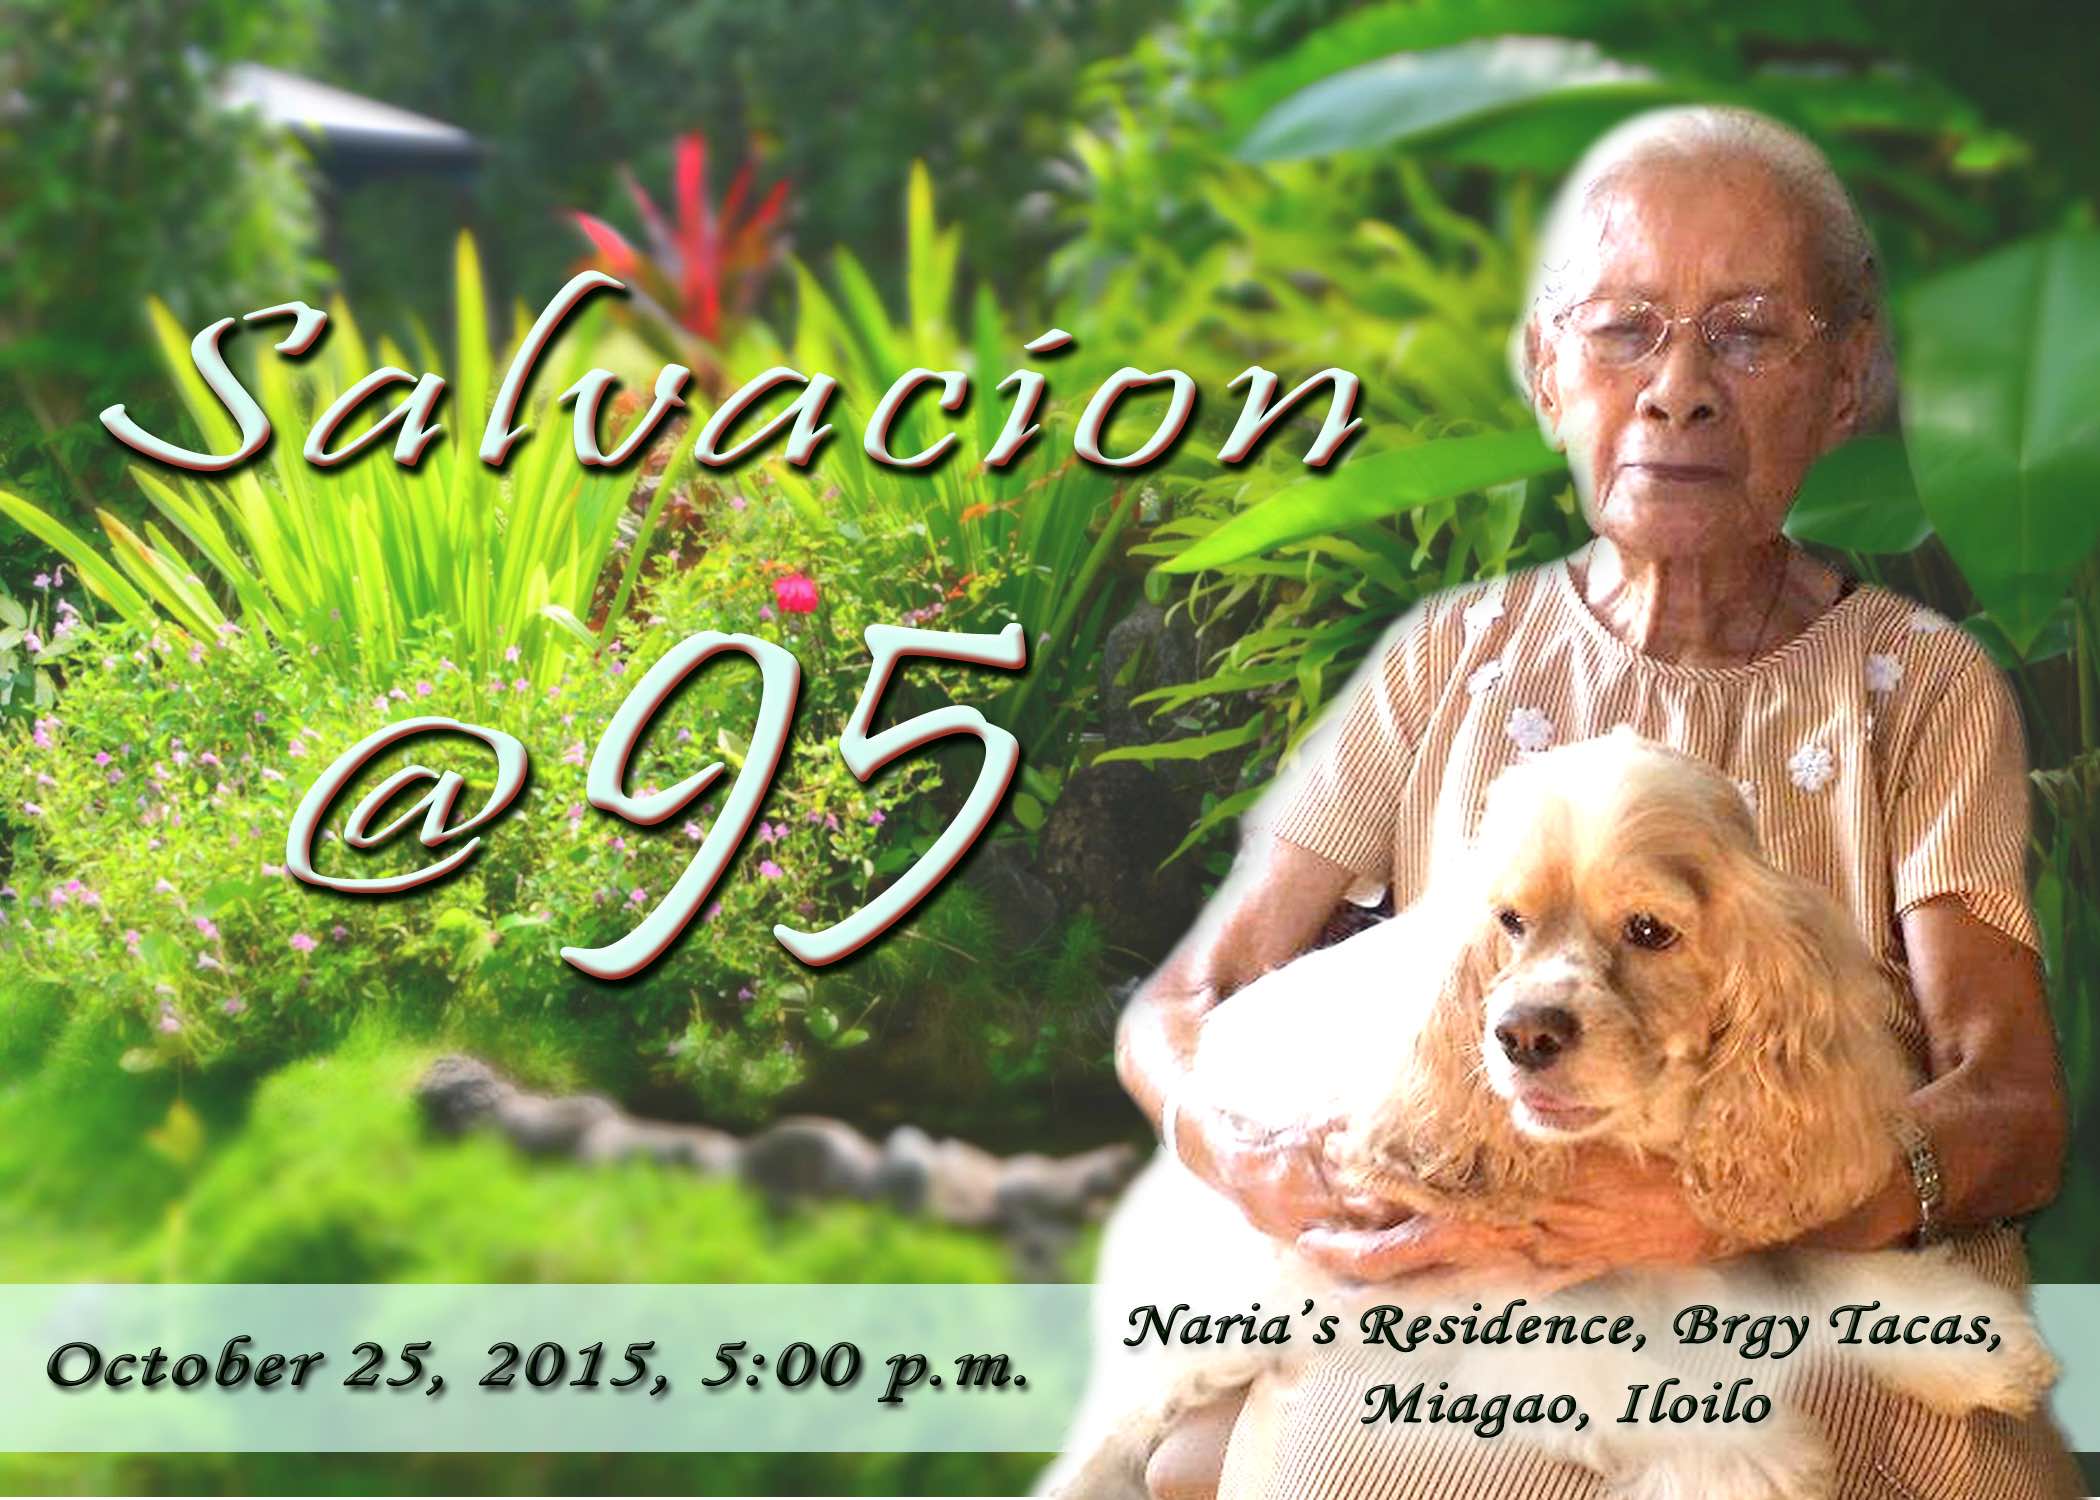 Salvacion
@ 95
October 25, 2015, 5:00 p.m.
Naria's Residence, Brgy Tacas,
Miagao, Iloilo